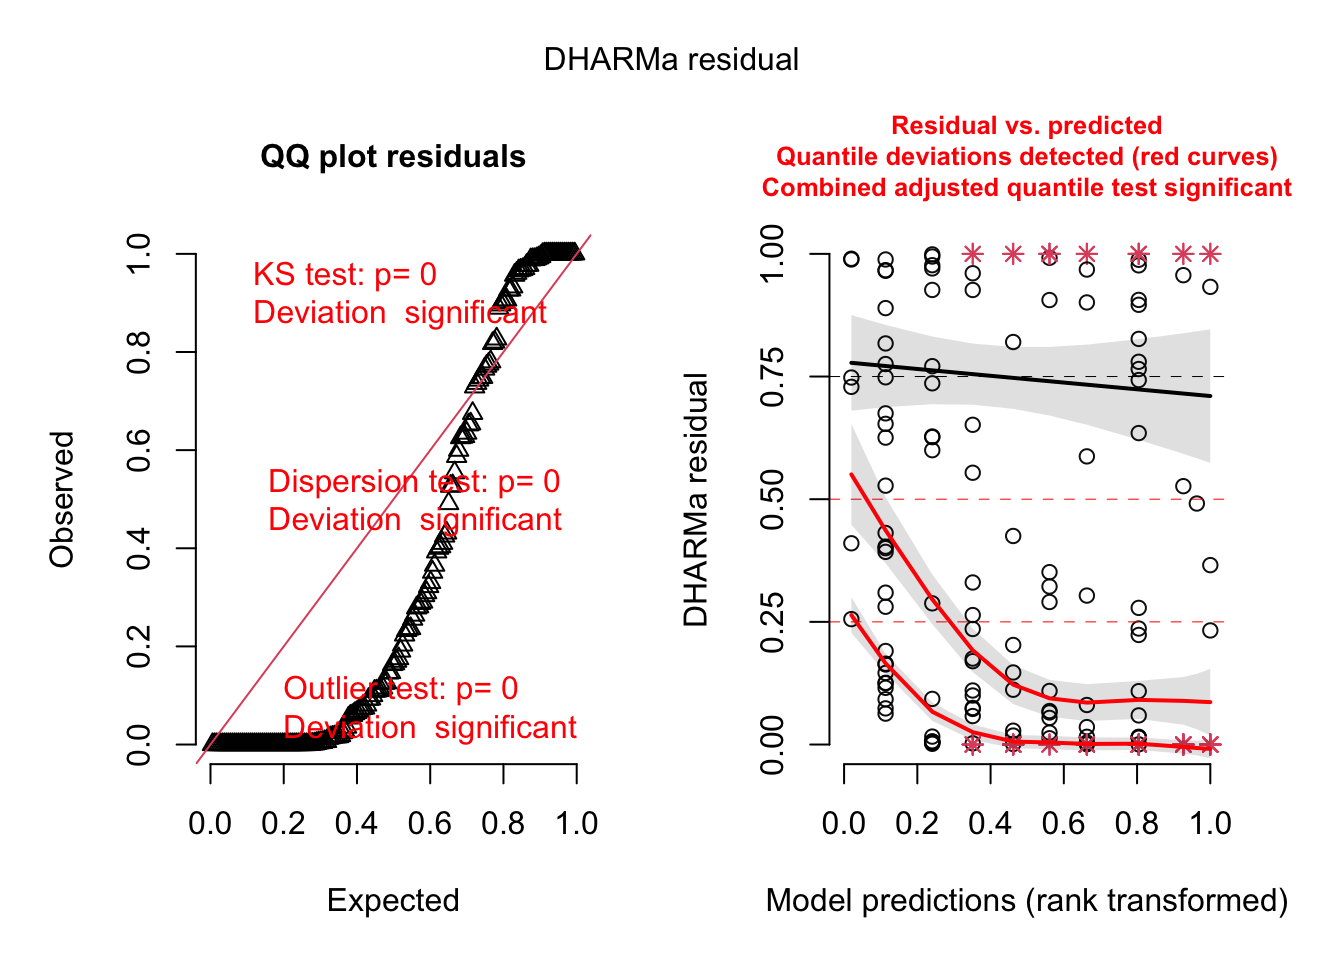 DHARMa residual
QQ plot residuals
KS test: p= 0
Deviation  significant
Dispersion test: p= 0
Deviation  significant
Outlier test: p= 0
Deviation  significant
Observed
0.0 0.2 0.4 0.6 0.8 1.0
0.0 0.2 0.4 0.6 0.8 1.0
Expected
Residual vs. predicted
Quantile deviations detected (red curves)
Combined adjusted quantile test significant
DHARMa residual
0.00 0.25 0.50 0.75 1.00
0.0 0.2 0.4 0.6 0.8 1.0
Model predictions (rank transformed)